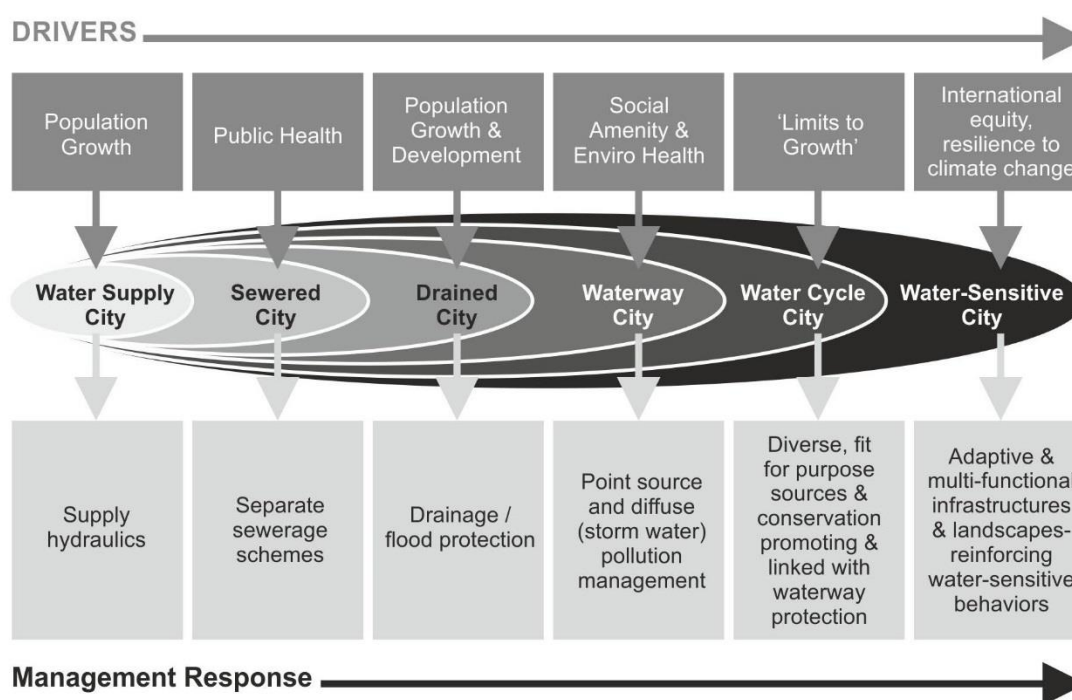 DRIVERS
Population
Growth
Public Health
Population
Growth &
Development
Social
Amenity &
Enviro Health
‘Limits to
Growth’
International
equity,
resilience to
climate change
Water Supply
City
Sewered
City
Drained
City
Waterway
City
Water Cycle
City
Water-Sensitive
City
Supply
hydraulics
Separate
sewerage
schemes
Drainage /
flood protection
Point source
and diffuse
(storm water)
pollution
management
Diverse, fit
for purpose
sources &
conservation
promoting &
linked with
waterway
protection
Adaptive &
multi-functional
infrastructures
& landscapes-
reinforcing
water-sensitive
behaviors
Management Response